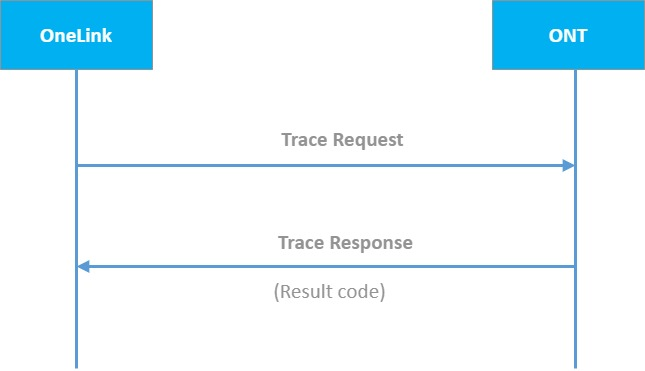 OneLink
ONT
Trace Request
Trace Response
(Result code)